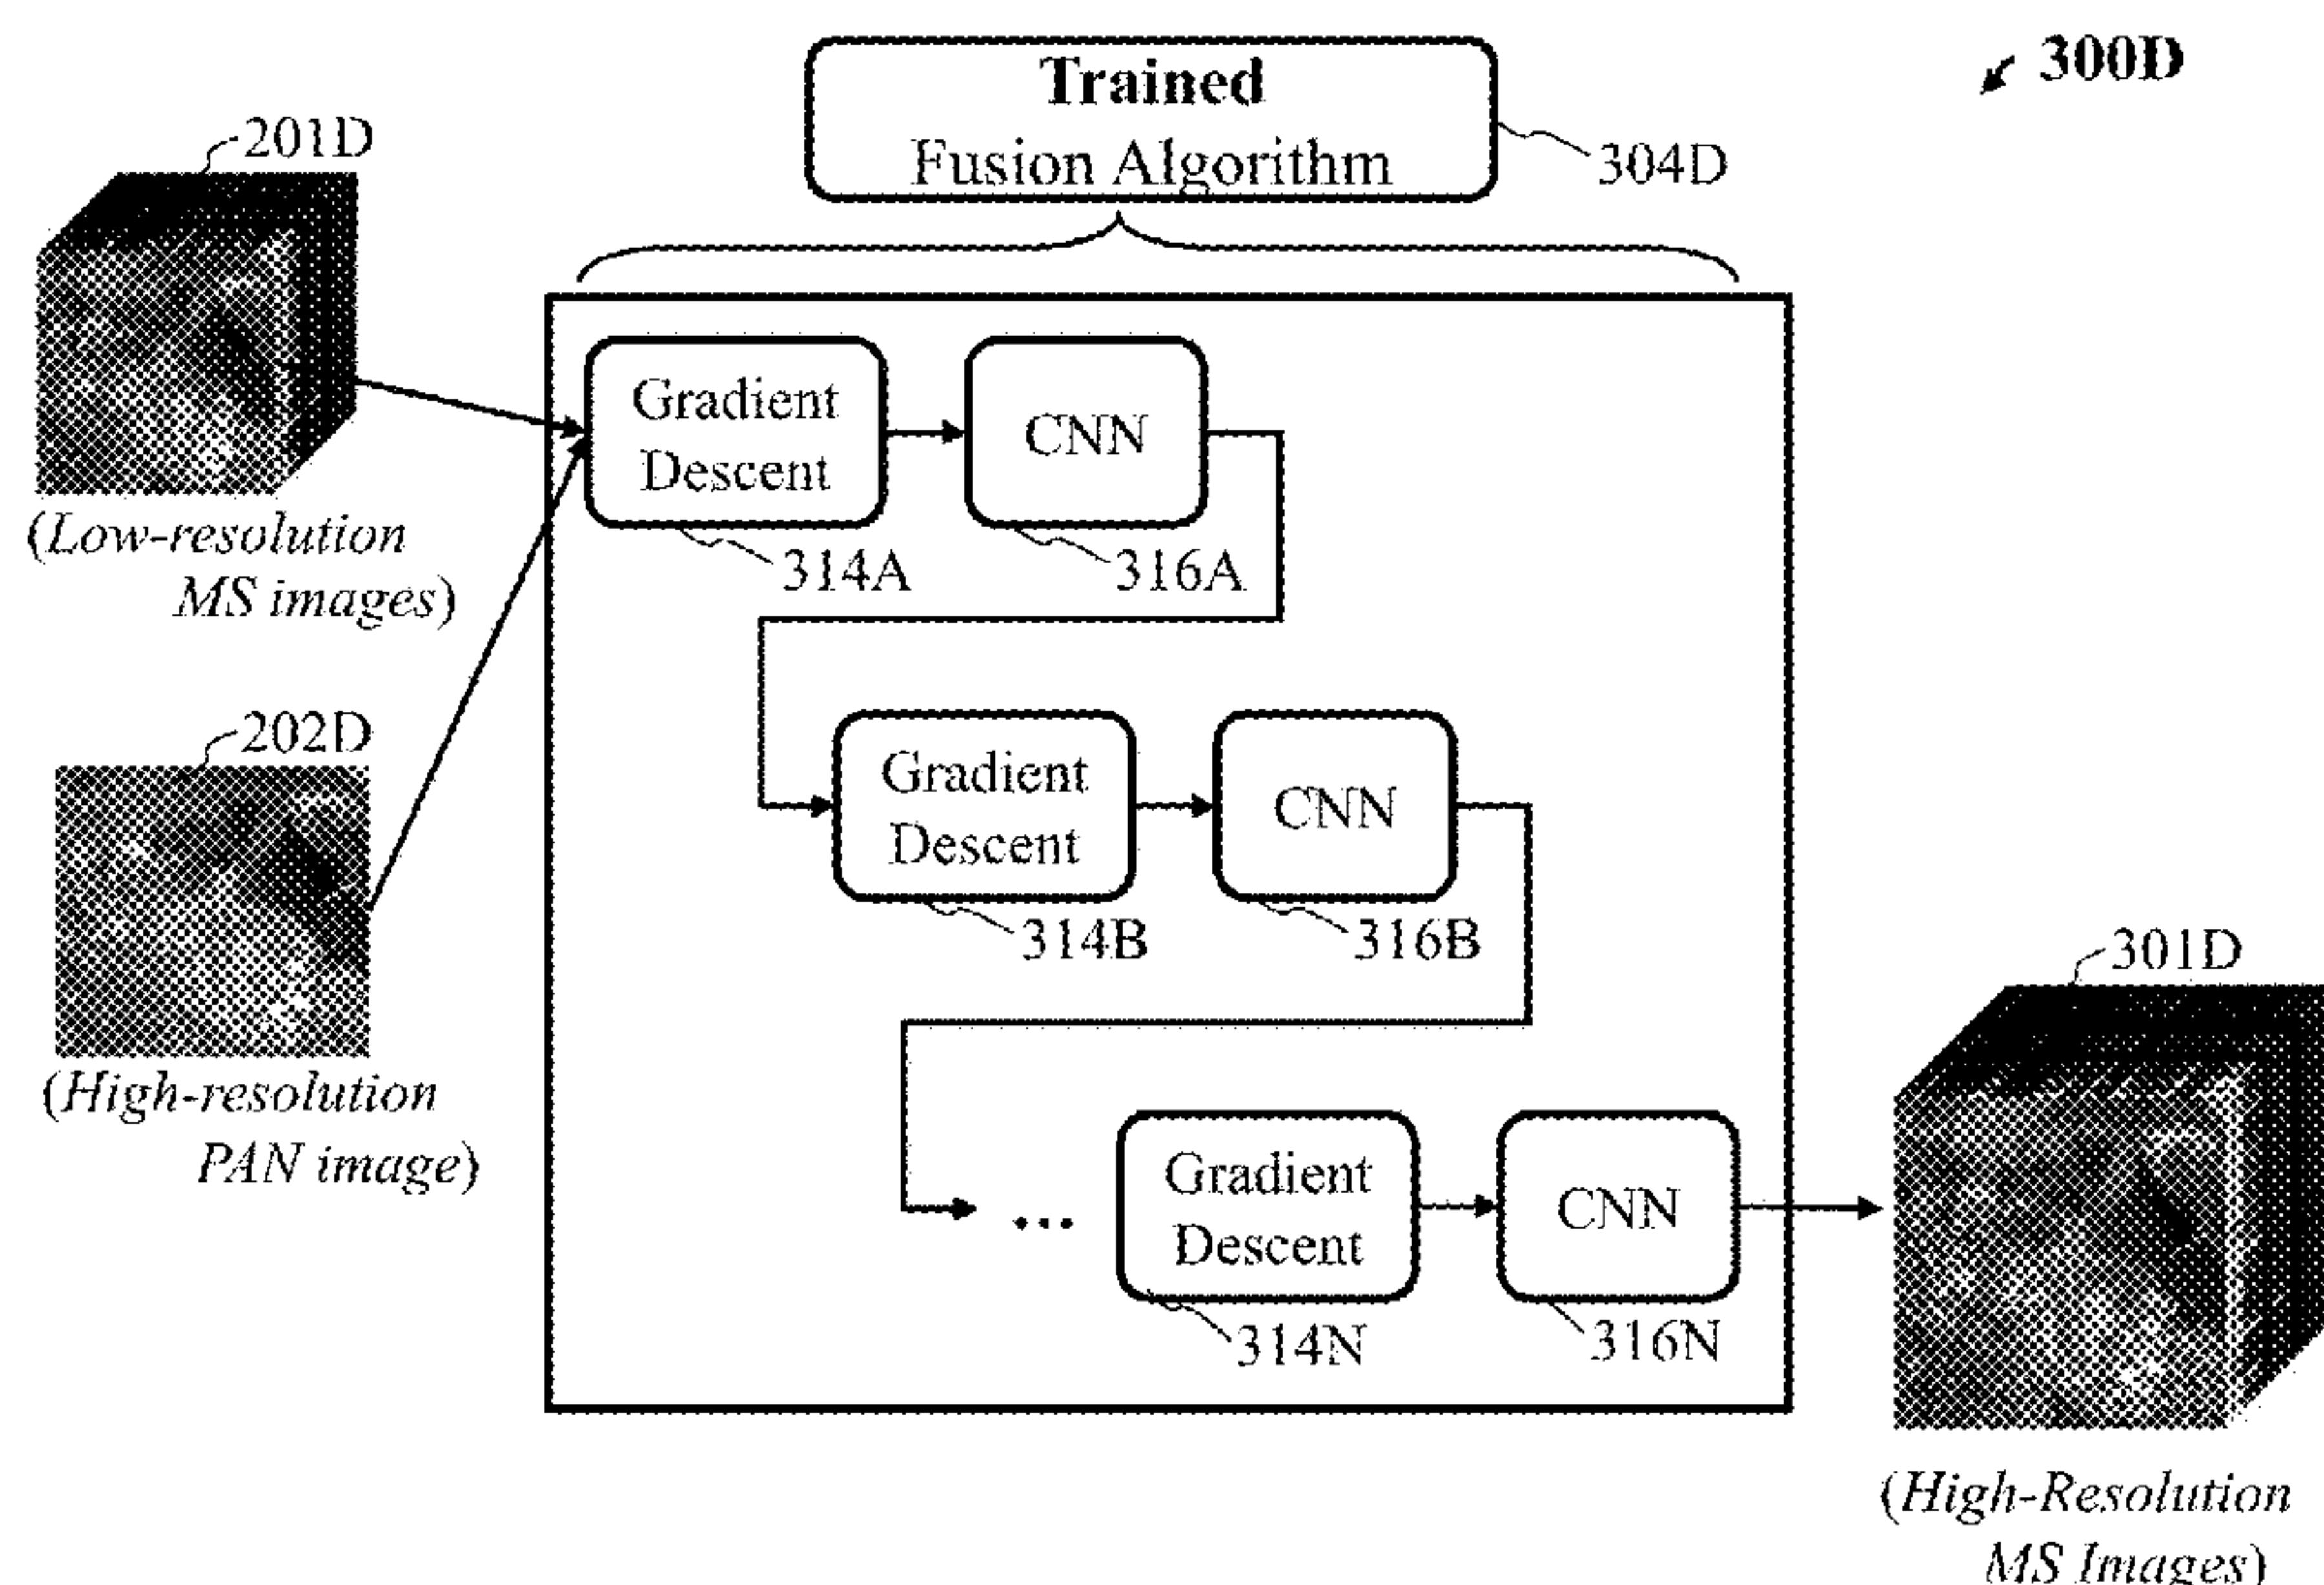 300D
Trained
Fusion Algorithm
304D
201D
(Low-resolution
MS images)
202D
(High-resolution
PAN image)
Gradient
Descent
314A
CNN
316A
Gradient
Descent
314B
CNN
316B
...
Gradient
Descent
314N
CNN
316N
301D
(High-Resolution
MS Images)